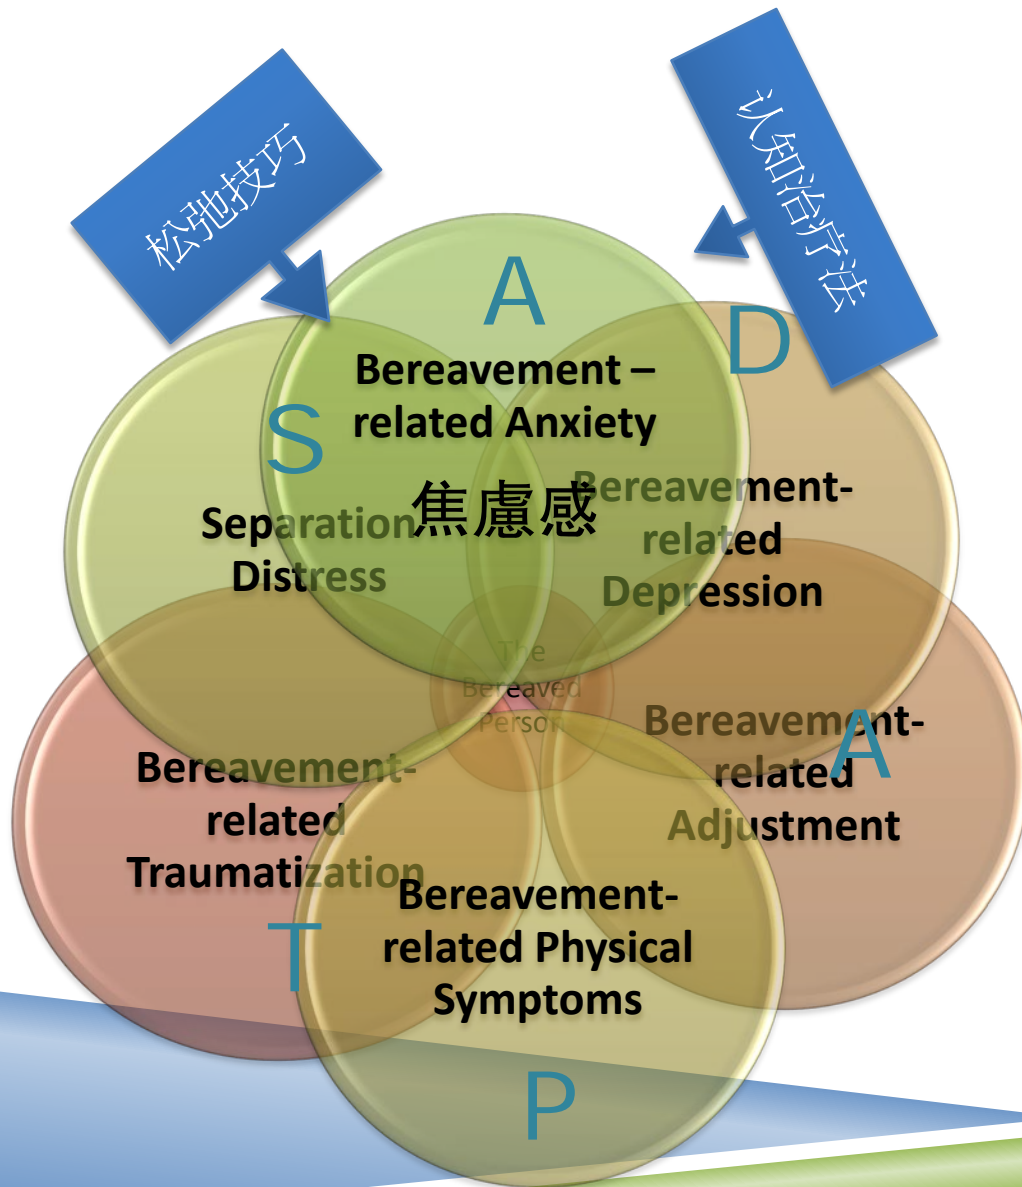 松弛技巧
认知治疗法
A
Bereavement –
related Anxiety
焦慮感
D
Bereavement-
related
Depression
S
Separation
Distress
The
Bereaved
Person
A
Bereavement-
related
Adjustment
Bereavement-
related
Traumatization
T
Bereavement-
related Physical
Symptoms
P